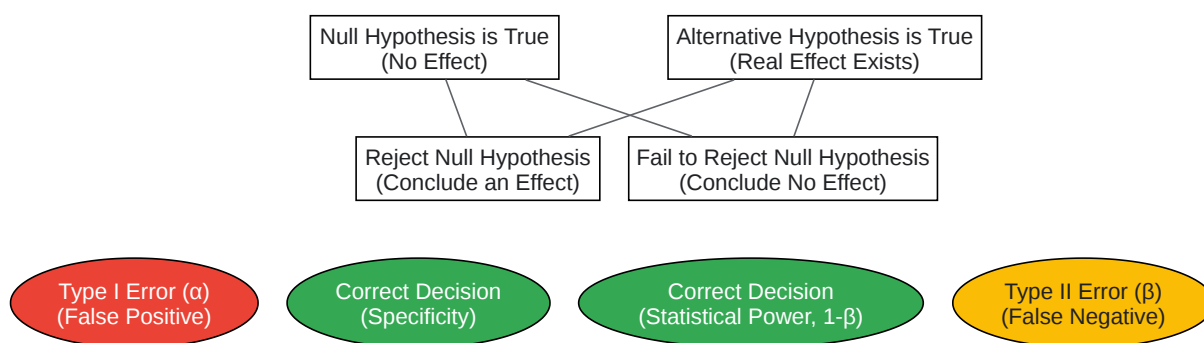 Null Hypothesis is True
(No Effect)
Alternative Hypothesis is True
(Real Effect Exists)
Reject Null Hypothesis
(Conclude an Effect)
Fail to Reject Null Hypothesis
(Conclude No Effect)
Type I Error (α)
(False Positive)
Correct Decision
(Specificity)
Correct Decision
(Statistical Power, 1-β)
Type II Error (β)
(False Negative)